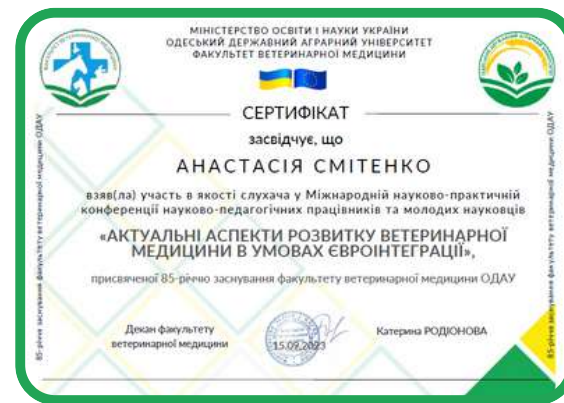 МІНІСТЕРСТВО ОСВІТИ І НАУКИ УКРАЇНИ
ОДЕСЬКИЙ ДЕРЖАВНИЙ АГРАРНИЙ УНІВЕРСИТЕТ
ФАКУЛЬТЕТ ВЕТЕРИНАРНОЇ МЕДИЦИНИ
СЕРТИФІКАТ
засвідчує, що
АНАСТАСІЯ СМІТЕНКО
взяв(ла) участь в якості слухача у Міжнародній науково-практичній
конференції науково-педагогічних працівників та молодих науковців
«АКТУАЛЬНІ АСПЕКТИ РОЗВИТКУ ВЕТЕРИНАРНОЇ
МЕДИЦИНИ В УМОВАХ ЄВРОІНТЕГРАЦІЇ»,
присвяченої 85-річчю заснування факультету ветеринарної медицини ОДАУ
Декан факультету
ветеринарної медицини
15.09.2023
Катерина РОДІОНОВА
85-річчя заснування факультету ветеринарної медицини ОДАУ
85-річчя заснування факультету ветеринарної медицини ОДАУ